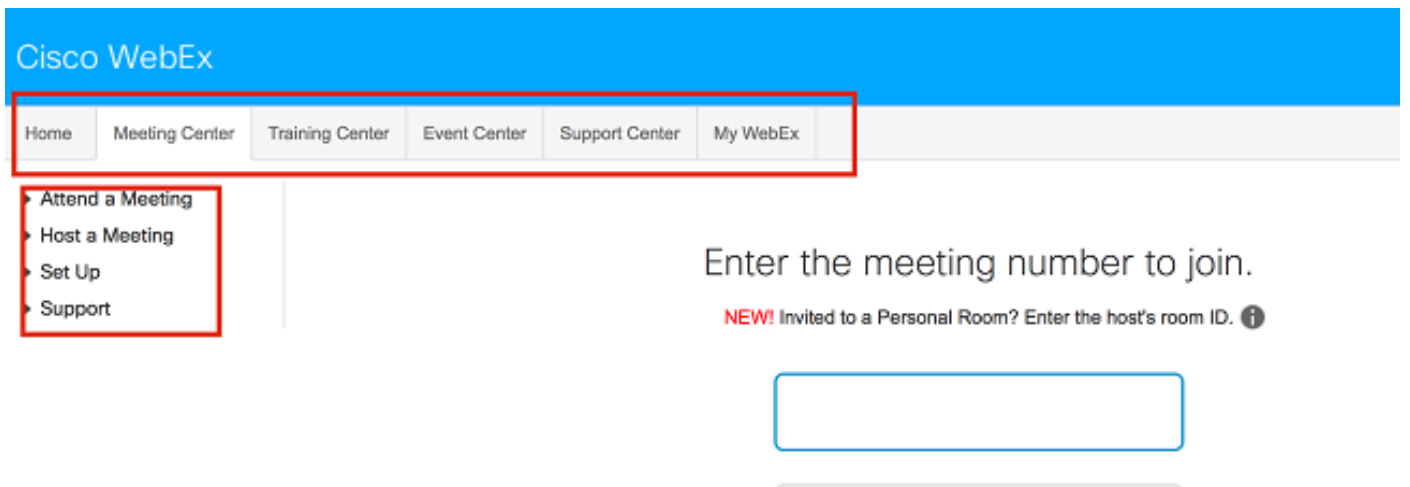 Cisco WebEx
Home Meeting Center Training Center Event Center Support Center My WebEx
Attend a Meeting
Host a Meeting
Set Up
Support
Enter the meeting number to join.
NEW! Invited to a Personal Room? Enter the host's room ID.